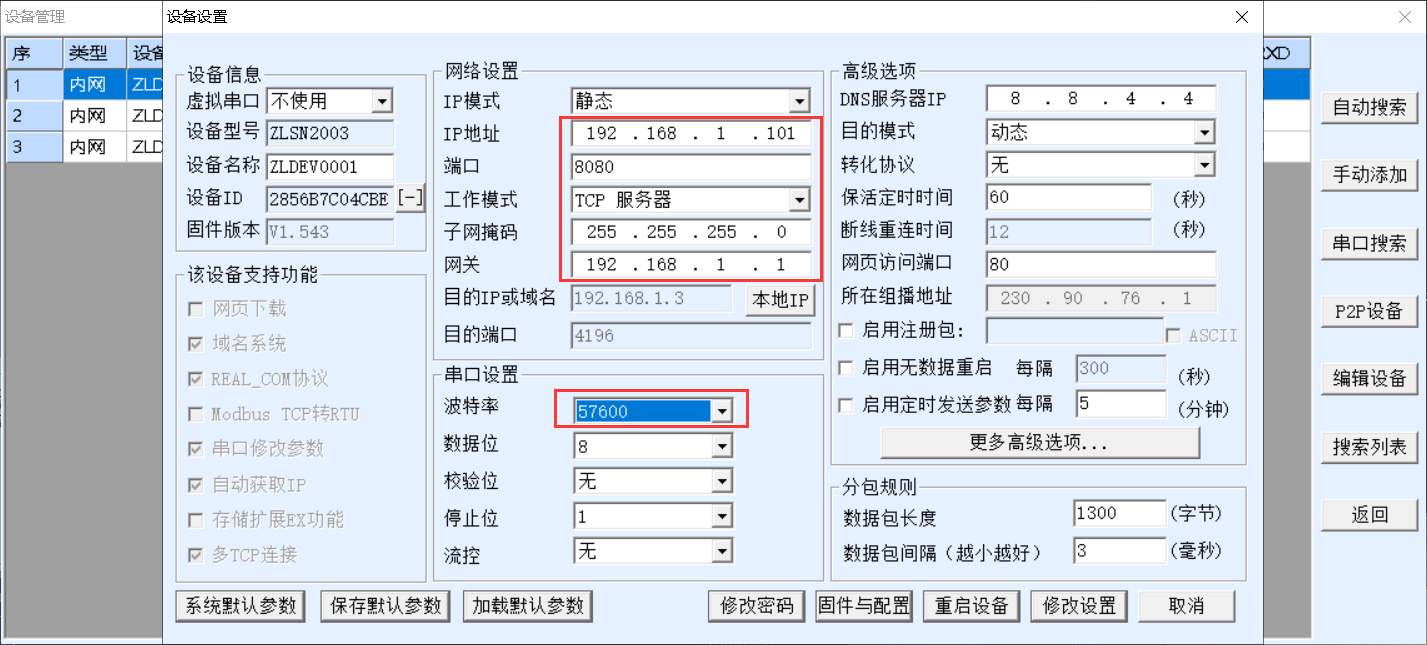 设备管理
设备设置
序 类型 设备
1 内网 ZLD
2 内网 ZLD
3 内网 ZLD
设备信息
虚拟串口 不使用
设备型号 ZLSN2003
设备名称 ZLDEV0001
设备ID 2856B7C04CBE [-]
固件版本 V1.543
该设备支持功能
网页下载
域名系统
REAL_COM协议
Modbus TCP转RTU
串口修改参数
自动获取IP
存储扩展EX功能
多TCP连接
网络设置
IP模式 静态
IP地址 192 .168 . 1 .101
端口 8080
工作模式 TCP 服务器
子网掩码 255 .255 .255 . 0
网关 192 .168 . 1 . 1
目的IP或域名 192.168.1.3 本地IP
目的端口 4196
串口设置
波特率 57600
数据位 8
校验位 无
停止位 1
流控 无
高级选项
DNS服务器IP 8 . 8 . 4 . 4
目的模式 动态
转化协议 无
保活定时时间 60 (秒)
断线重连时间 12 (秒)
网页访问端口 80
所在组播地址 230 . 90 . 76 . 1
启用注册包: ASCII
启用无数据重启 每隔 300 (秒)
启用定时发送参数 每隔 5 (分钟)
更多高级选项...
分包规则
数据包长度 1300 (字节)
数据包间隔（越小越好） 3 (毫秒)
系统默认参数 保存默认参数 加载默认参数 修改密码 固件与配置 重启设备 修改设置 取消
自动搜索
手动添加
串口搜索
P2P设备
编辑设备
搜索列表
返回